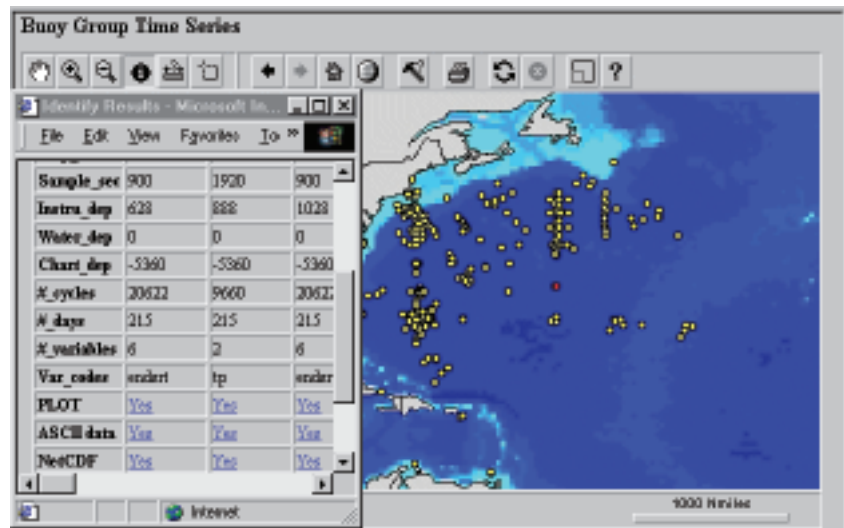 Buoy Group Time Series
Identify Results - Microsoft In...
File Edit View Favorites To »
Sample_sec 900 1920 900
Instru_dep 628 888 1028
Water_dep 0 0 0
Chart_dep -5360 -5360 -5360
#_cycles 20622 9660 20622
#_days 215 215 215
#_variables 6 2 6
Var_codes tp
PLOT Yes Yes Yes
ASCII data Yes Yes Yes
NetCDF Yes Yes Yes
Internet
1000 Nmiles